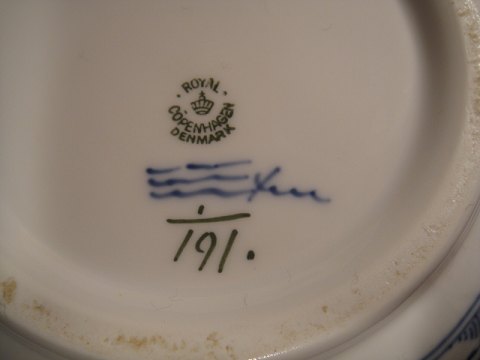 ROYAL
COPENHAGEN
DENMARK
1
191.